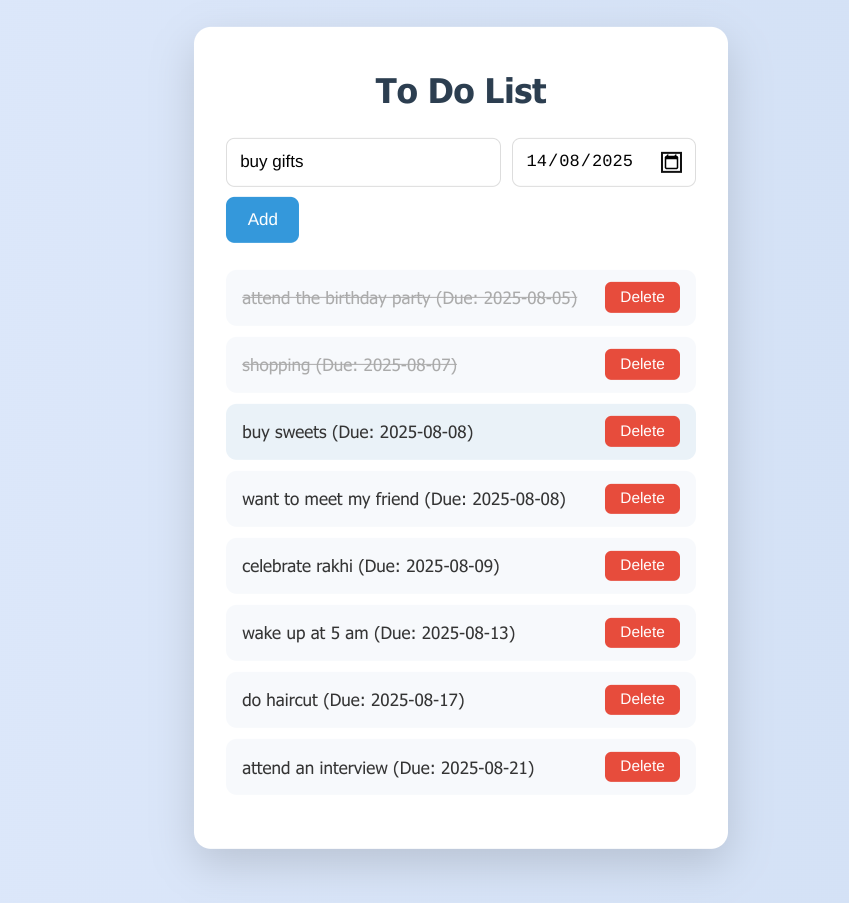 To Do List
buy gifts 14/08/2025
Add
attend the birthday party (Due: 2025-08-05) Delete
shopping (Due: 2025-08-07) Delete
buy sweets (Due: 2025-08-08) Delete
want to meet my friend (Due: 2025-08-08) Delete
celebrate rakhi (Due: 2025-08-09) Delete
wake up at 5 am (Due: 2025-08-13) Delete
do haircut (Due: 2025-08-17) Delete
attend an interview (Due: 2025-08-21) Delete